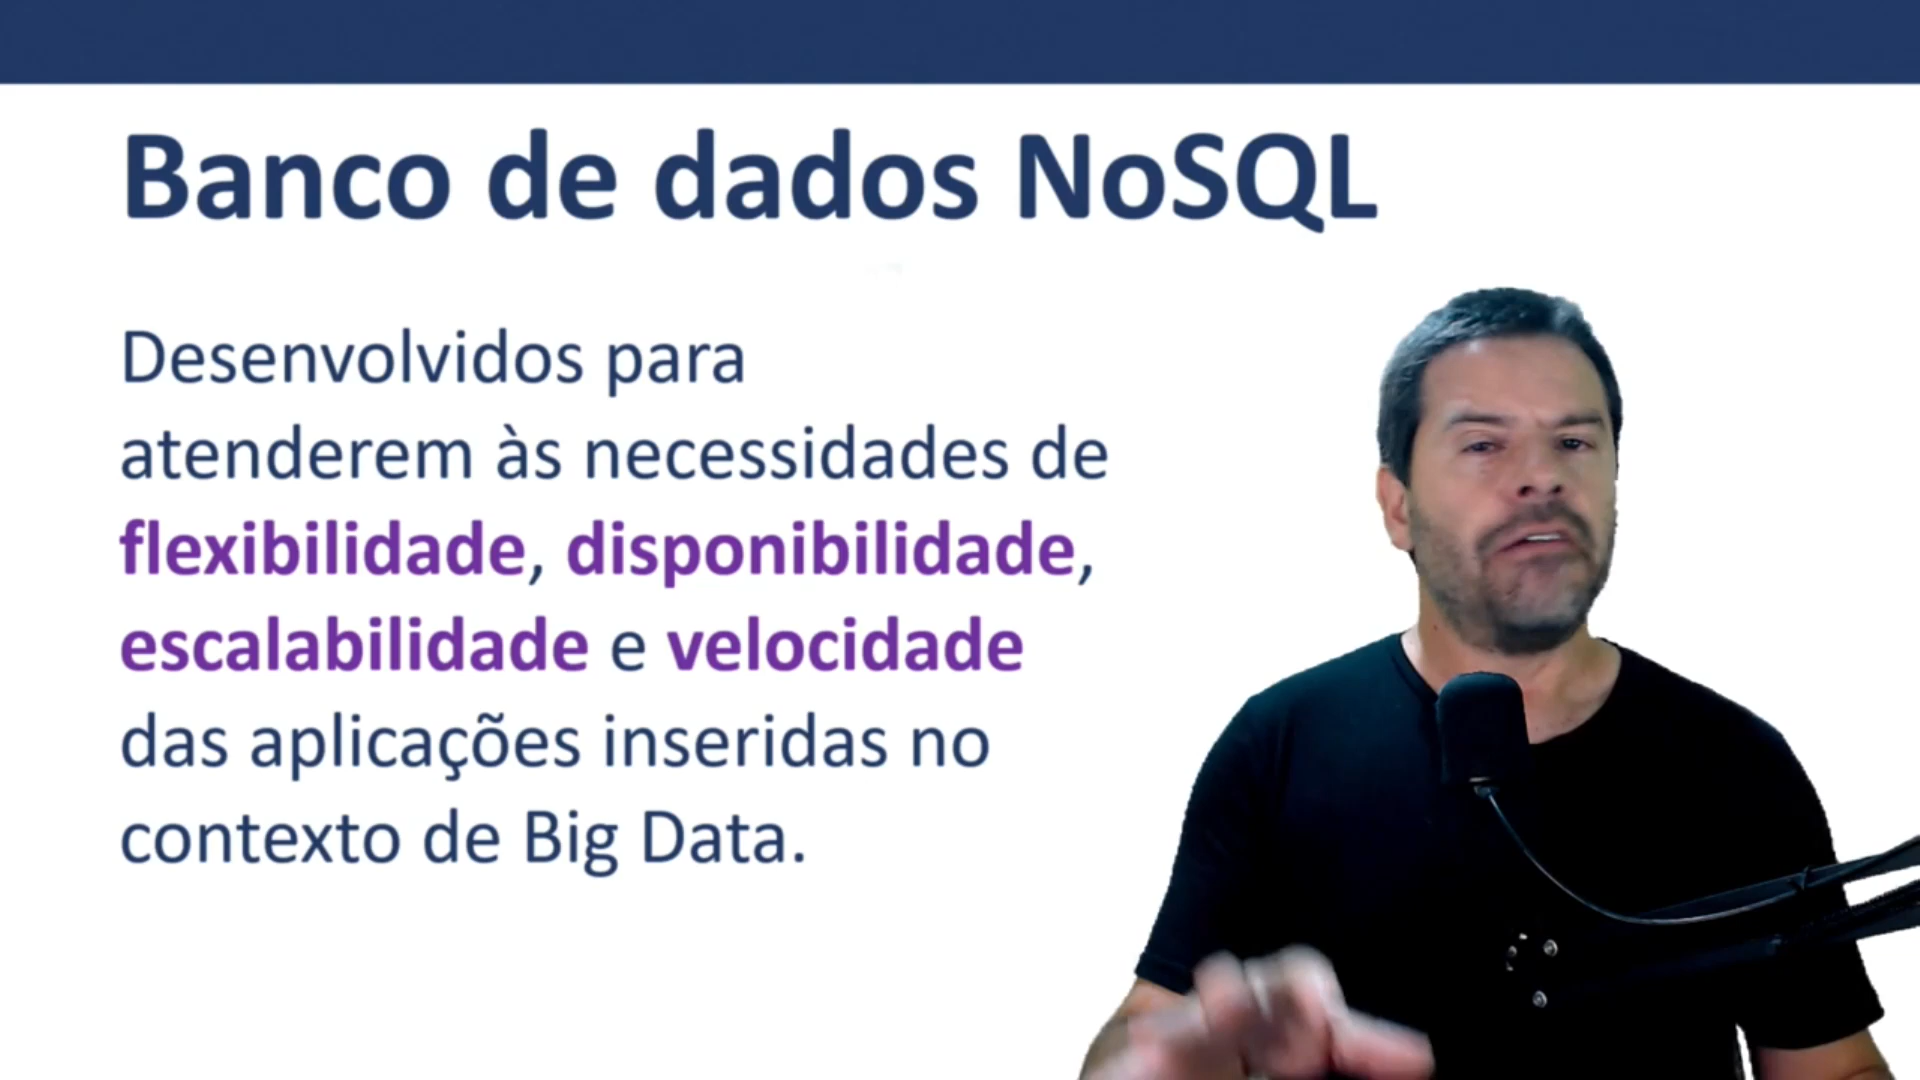 Banco de dados NoSQL
Desenvolvidos para
atenderem às necessidades de
flexibilidade, disponibilidade,
escalabilidade e velocidade
das aplicações inseridas no
contexto de Big Data.